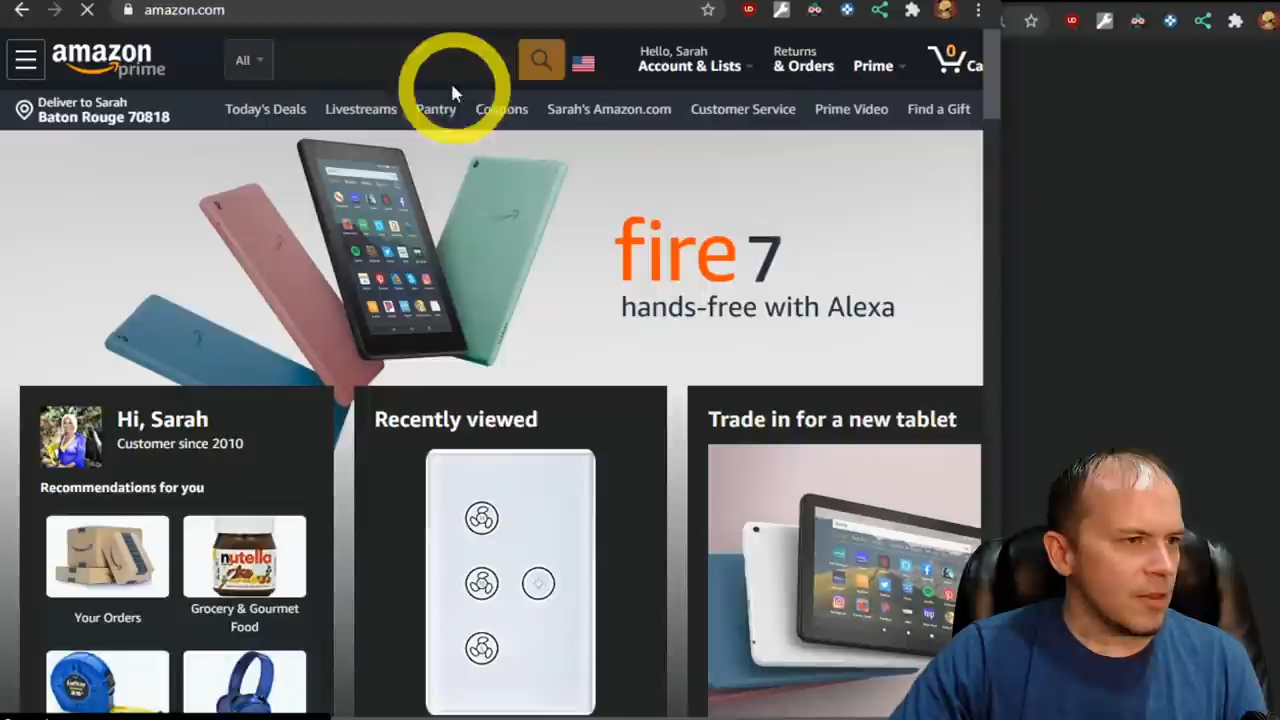 amazon.com
amazon
prime
All
Hello, Sarah
Account & Lists
Returns
& Orders
Prime
0
Ca
Deliver to Sarah
Baton Rouge 70818
Today's Deals
Livestreams
Pantry
Coupons
Sarah's Amazon.com
Customer Service
Prime Video
Find a Gift
fire 7
hands-free with Alexa
Hi, Sarah
Customer since 2010
Recommendations for you
nutella
Your Orders
Grocery & Gourmet
Food
Recently viewed
Trade in for a new tablet